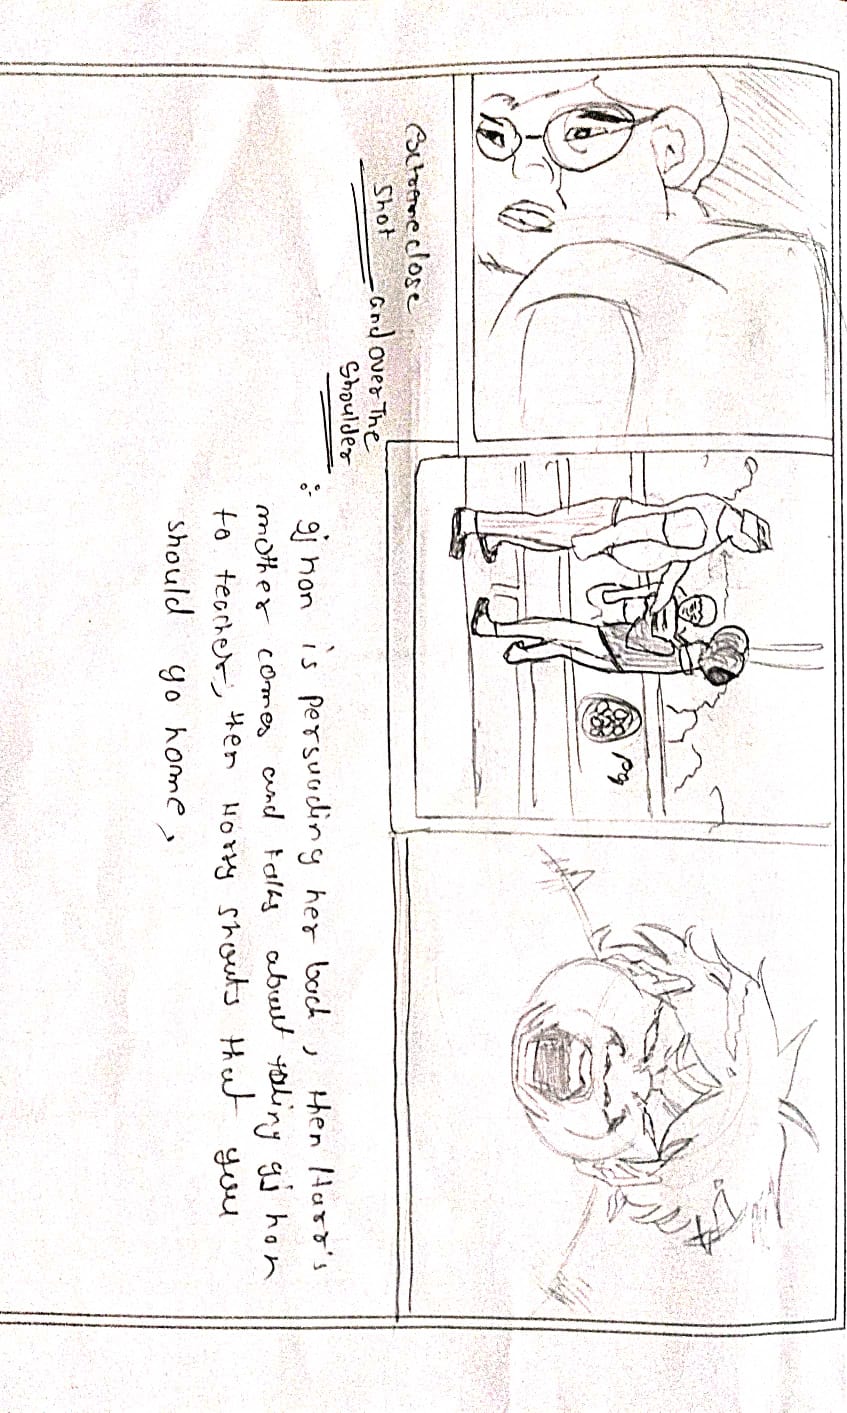 Extreme close
shot and over The
shoulder
: gi hon is persuading her back, then Harr's
mother comes and talks about taking gi hon
to teacher, then Harry shouts that you
should go home,
pg